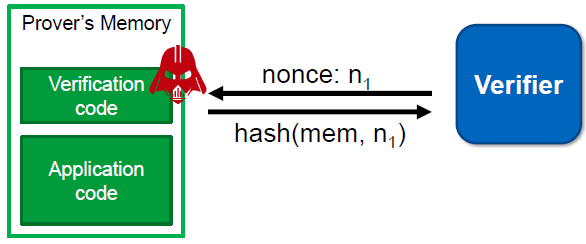 Prover's Memory
Verification
code
Application
code
nonce: n₁
hash(mem, n₁)
Verifier